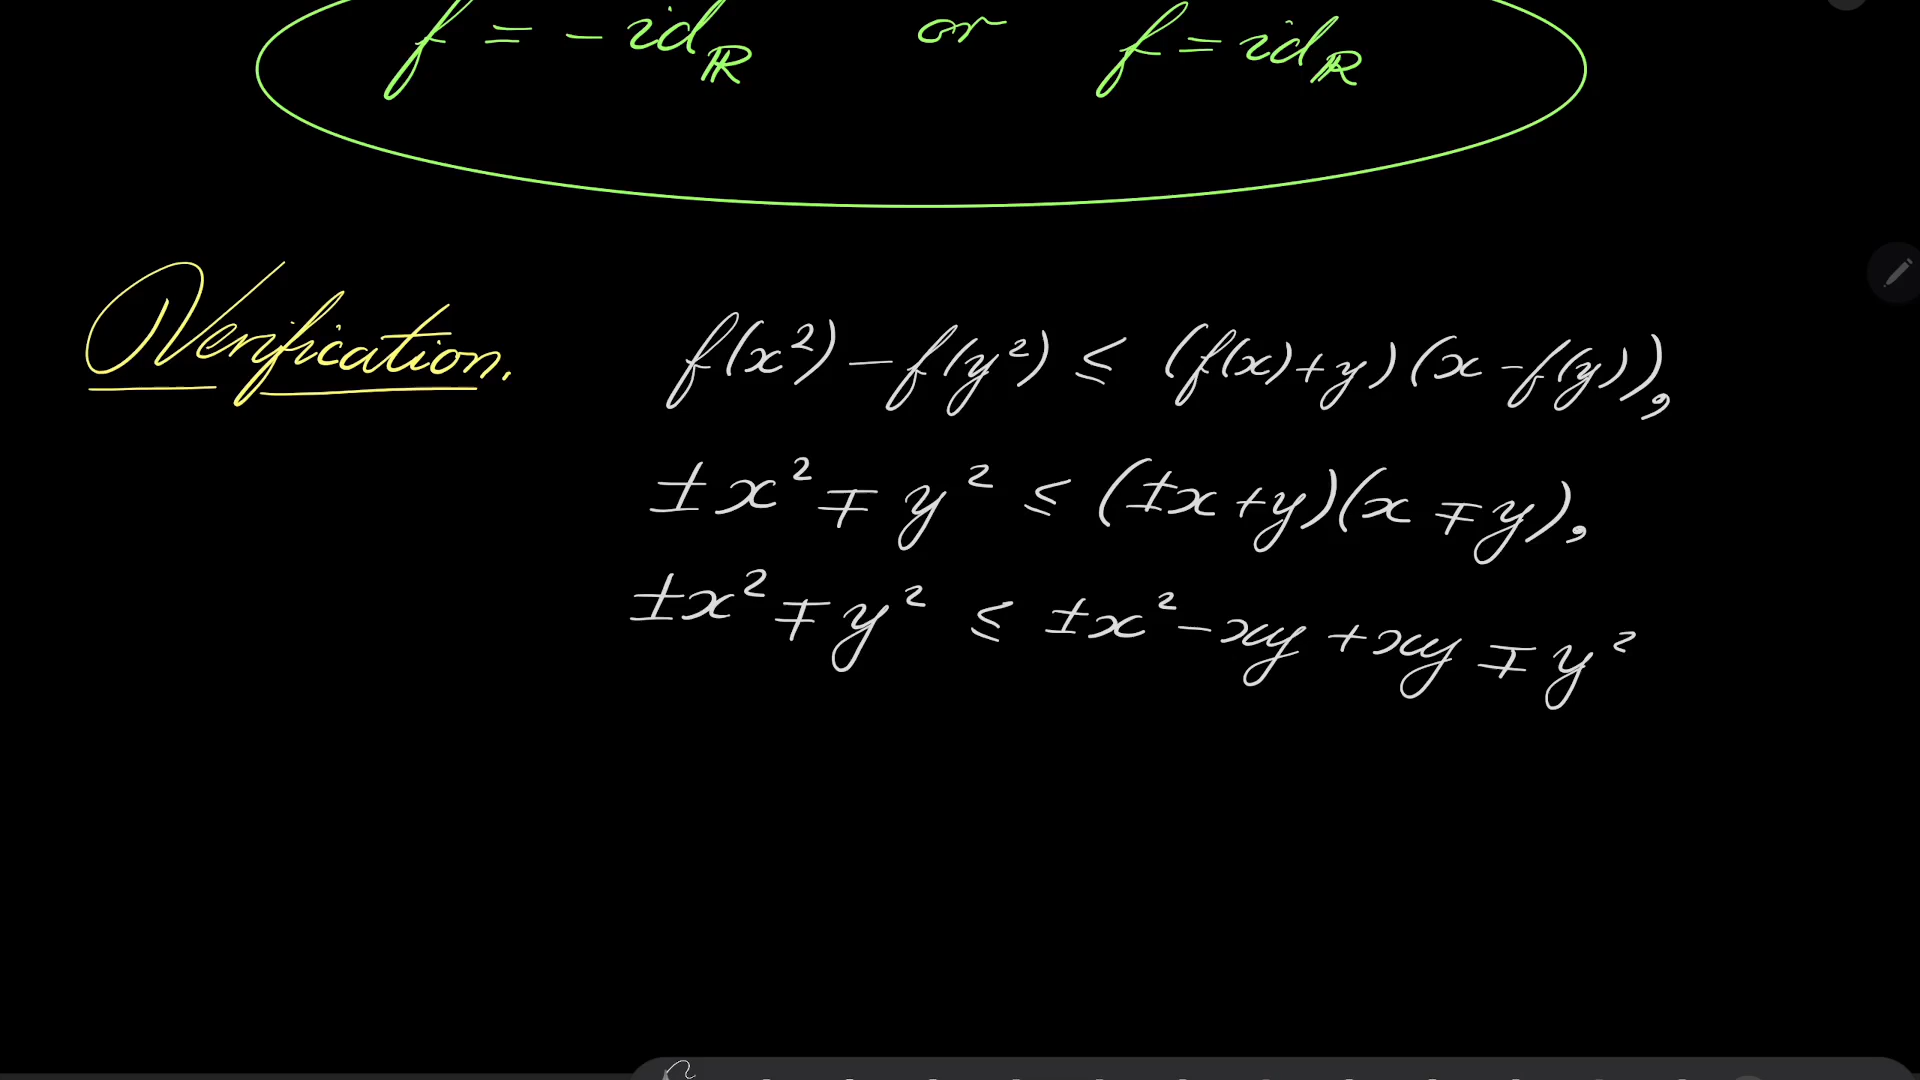 f = -id_ℝ or f = id_ℝ
Verification. f(x²) - f(y²) ≤ (f(x)+y)(x-f(y)),
±x² ∓ y² ≤ (±x+y)(x∓y),
±x² ∓ y² ≤ ±x² - xy + xy ∓ y²